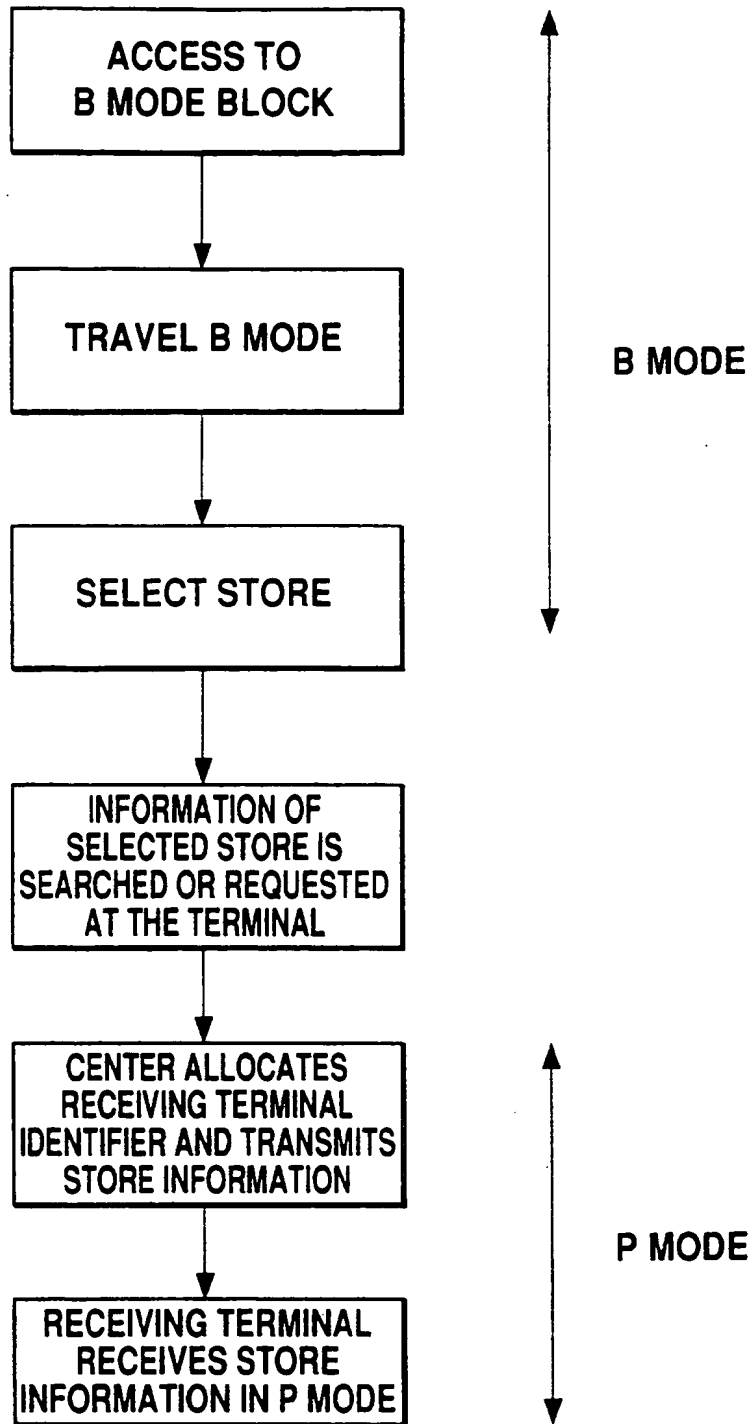 ACCESS TO
B MODE BLOCK
TRAVEL B MODE
B MODE
SELECT STORE
INFORMATION OF
SELECTED STORE IS
SEARCHED OR REQUESTED
AT THE TERMINAL
CENTER ALLOCATES
RECEIVING TERMINAL
IDENTIFIER AND TRANSMITS
STORE INFORMATION
P MODE
RECEIVING TERMINAL
RECEIVES STORE
INFORMATION IN P MODE